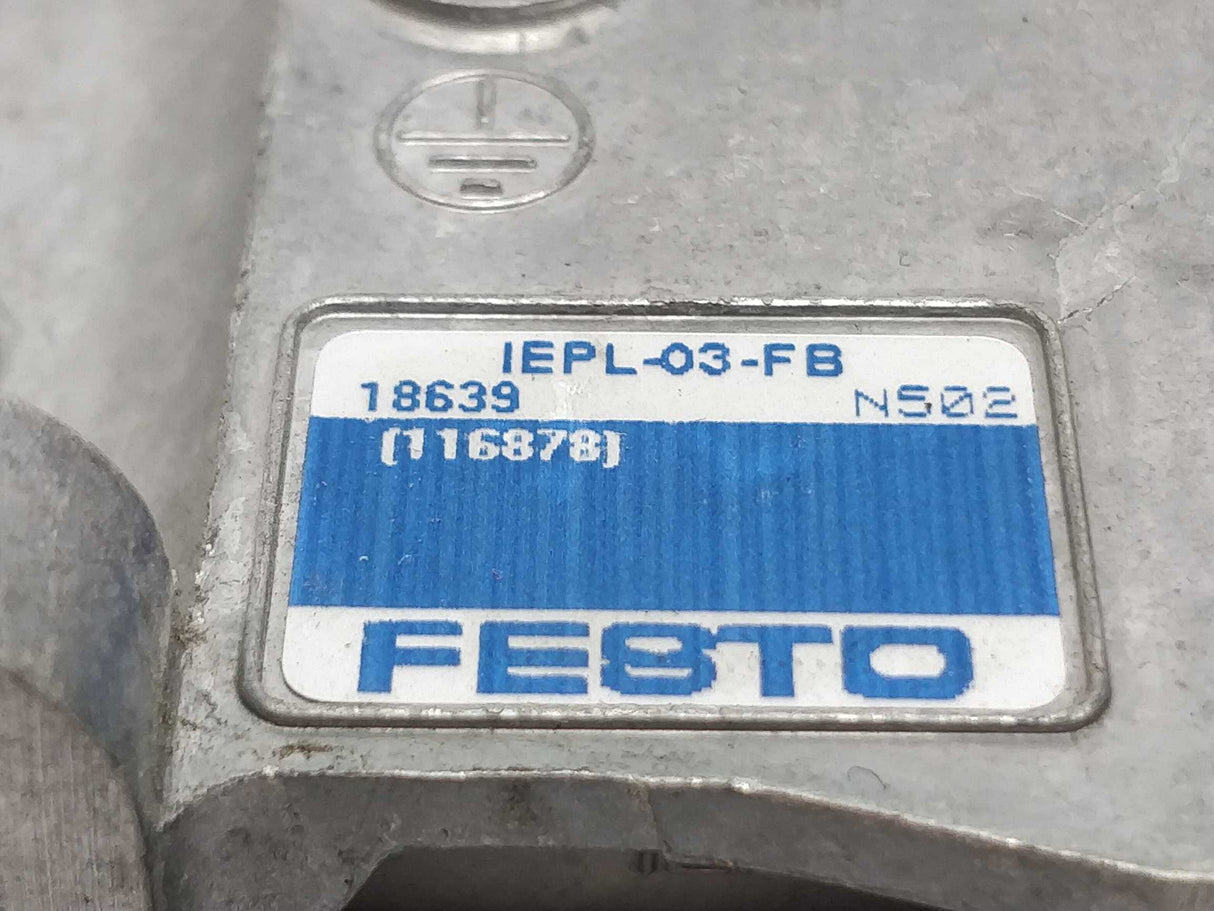 IEPL-03-FB
18639 N502
(116878)
FESTO